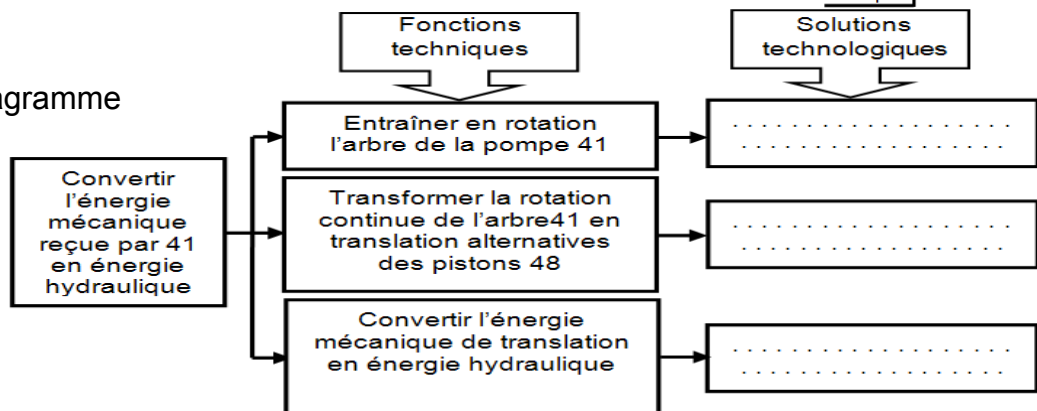 Fonctions
techniques
Solutions
technologiques
agramme
Entraîner en rotation
l’arbre de la pompe 41
. . . . . . . . . . . . . . . . . . . .
. . . . . . . . . . . . . . . . . . .
Convertir
l’énergie
mécanique
reçue par 41
en énergie
hydraulique
Transformer la rotation
continue de l’arbre41 en
translation alternatives
des pistons 48
. . . . . . . . . . . . . . . . . . . .
. . . . . . . . . . . . . . . . . . .
Convertir l’énergie
mécanique de translation
en énergie hydraulique
. . . . . . . . . . . . . . . . . . . .
. . . . . . . . . . . . . . . . . . .